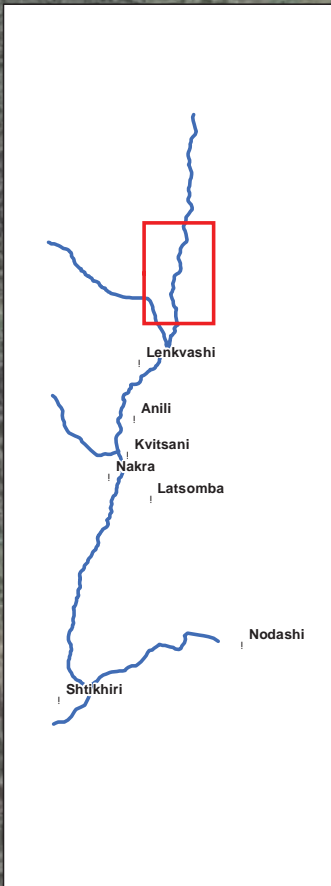 Lenkvashi
Anili
Kvitsani
Nakra
Latsomba
Nodashi
Shtikhiri